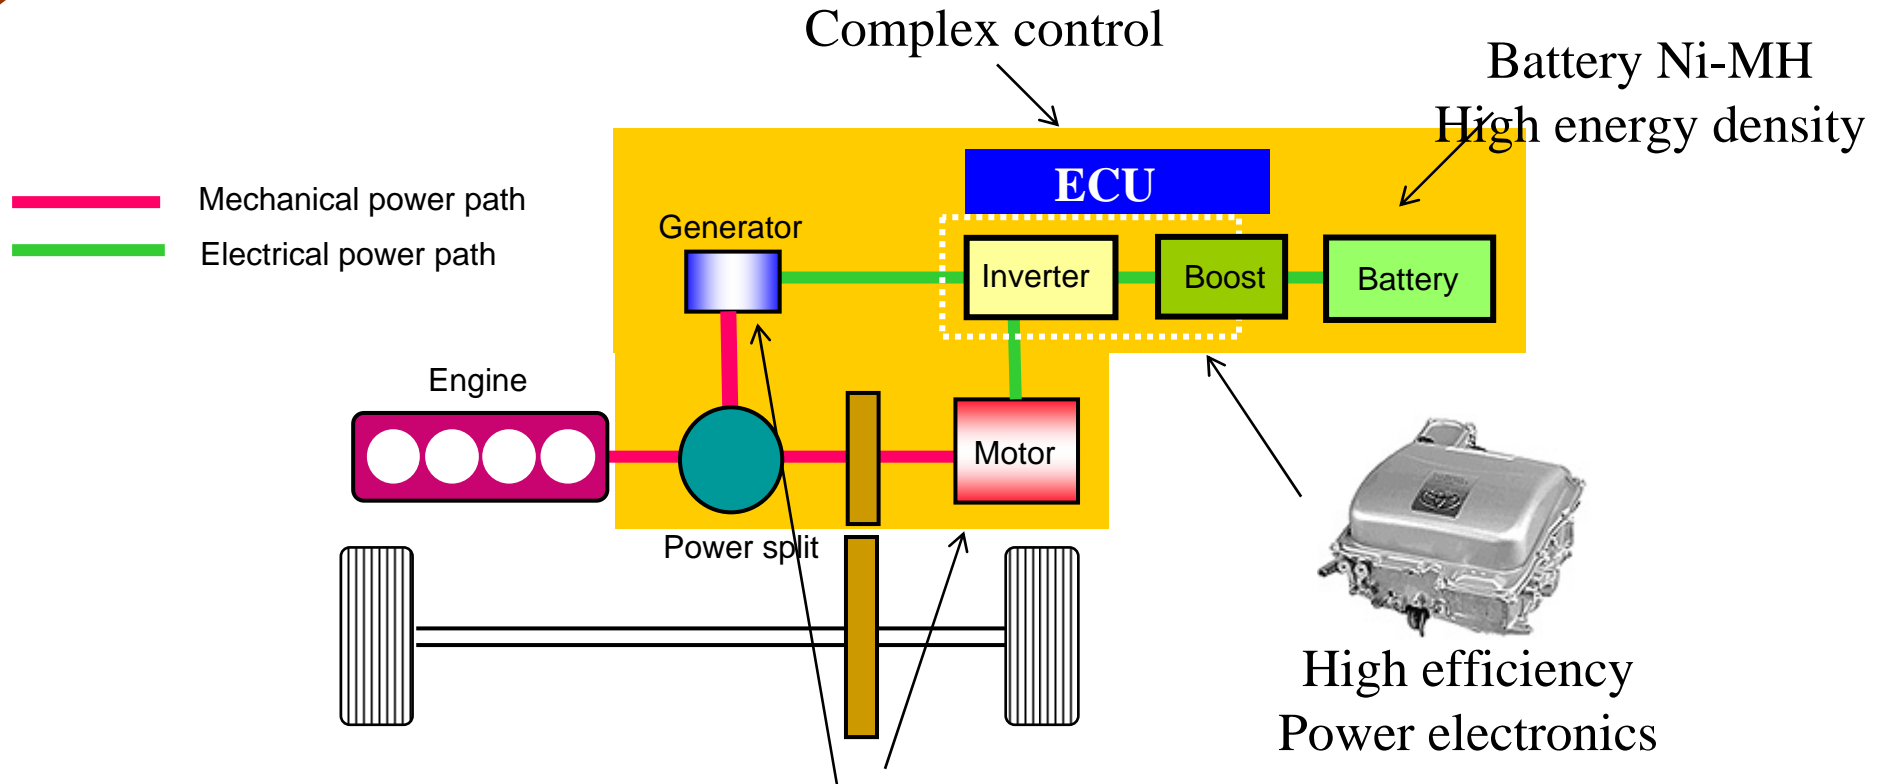 Complex control
Battery Ni-MH
High energy density
ECU
Mechanical power path
Electrical power path
Generator
Inverter
Boost
Battery
Engine
Motor
Power split
High efficiency
Power electronics